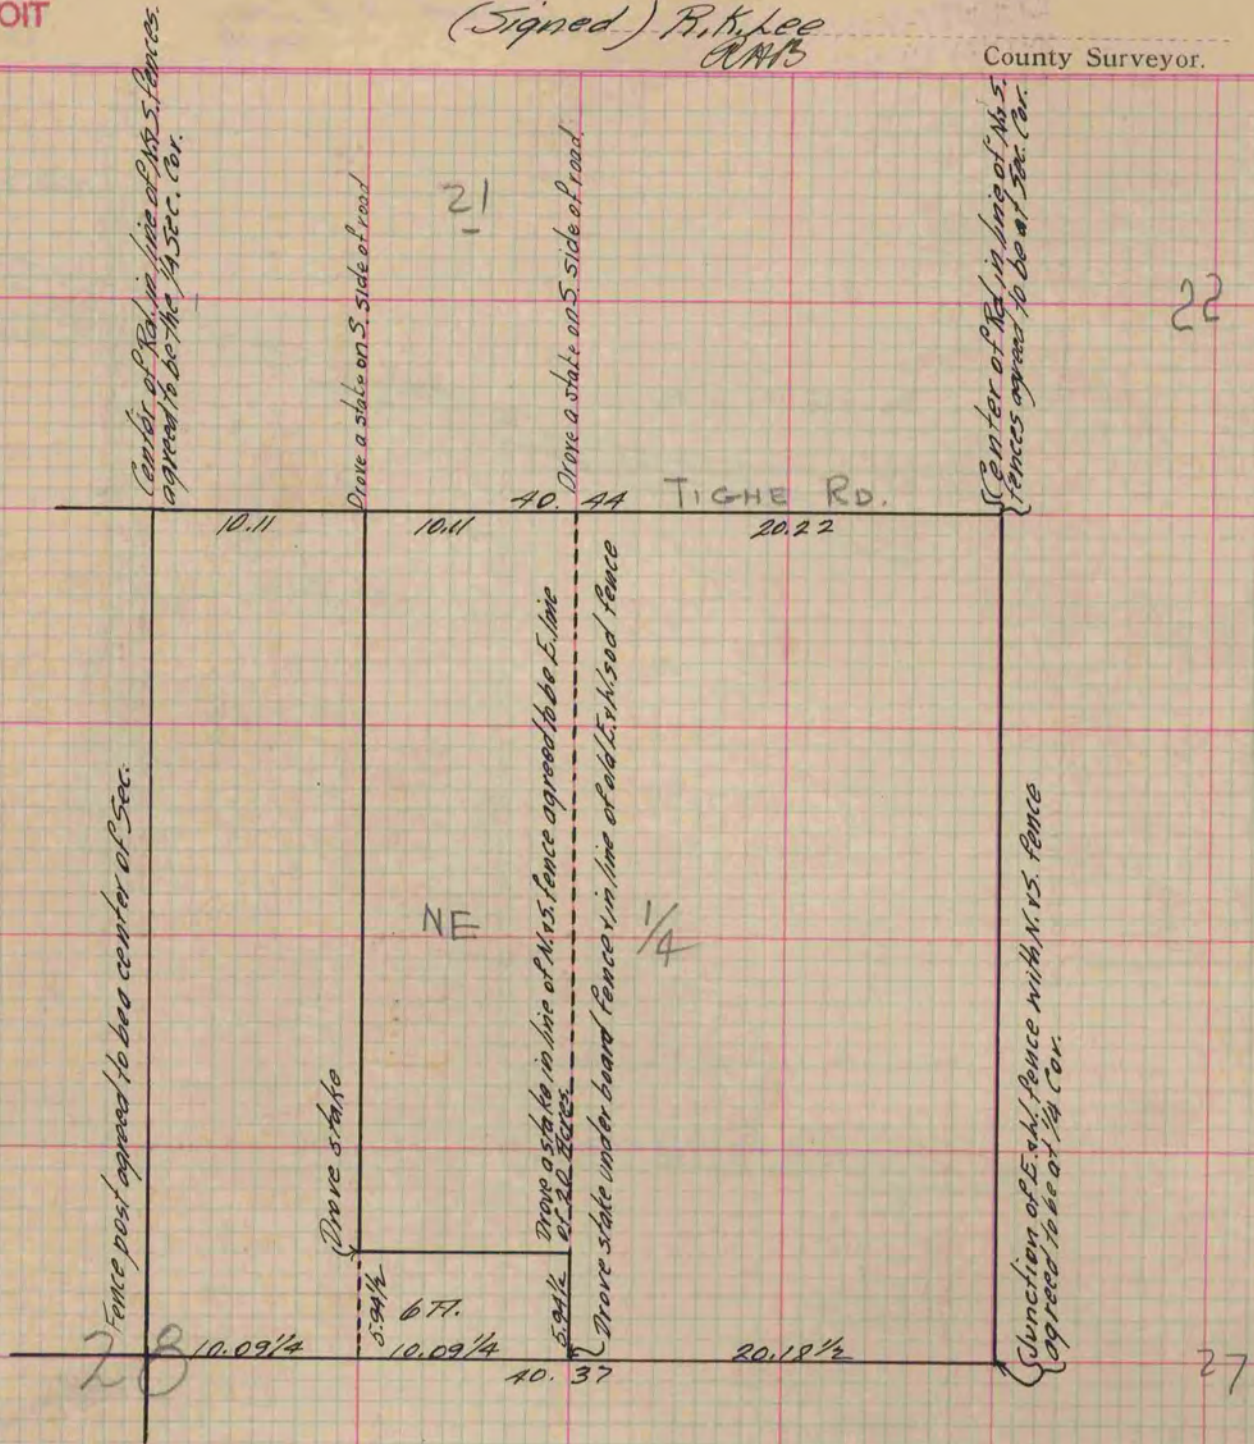 OIT
(Signed) R.K. Lee
RAB
County Surveyor.
Center of Rd. in line of N.&S. fences.
agreed to be the 1/4 Sec. Cor.
Drove a stake on S. side of road
21
Drove a stake on S. side of road
Center of Rd. in line of N.&S.
fences agreed to be at Sec. Cor.
22
40.44
TIGHE RD.
10.11
10.11
20.22
Fence post agreed to be a center of Sec.
Drove stake
NE
1/4
Drove a stake in line of N.&S. fence agreed to be E. line
of 20 Acres
Drove stake under board fence & in line of old E.&W. sod fence
Junction of E.&W. fence with N.&S. fence
agreed to be at 1/4 Cor.
5.94 1/2
6 A.
5.94 1/2
28
10.09 1/4
10.09 1/4
20.18 1/2
40.37
27